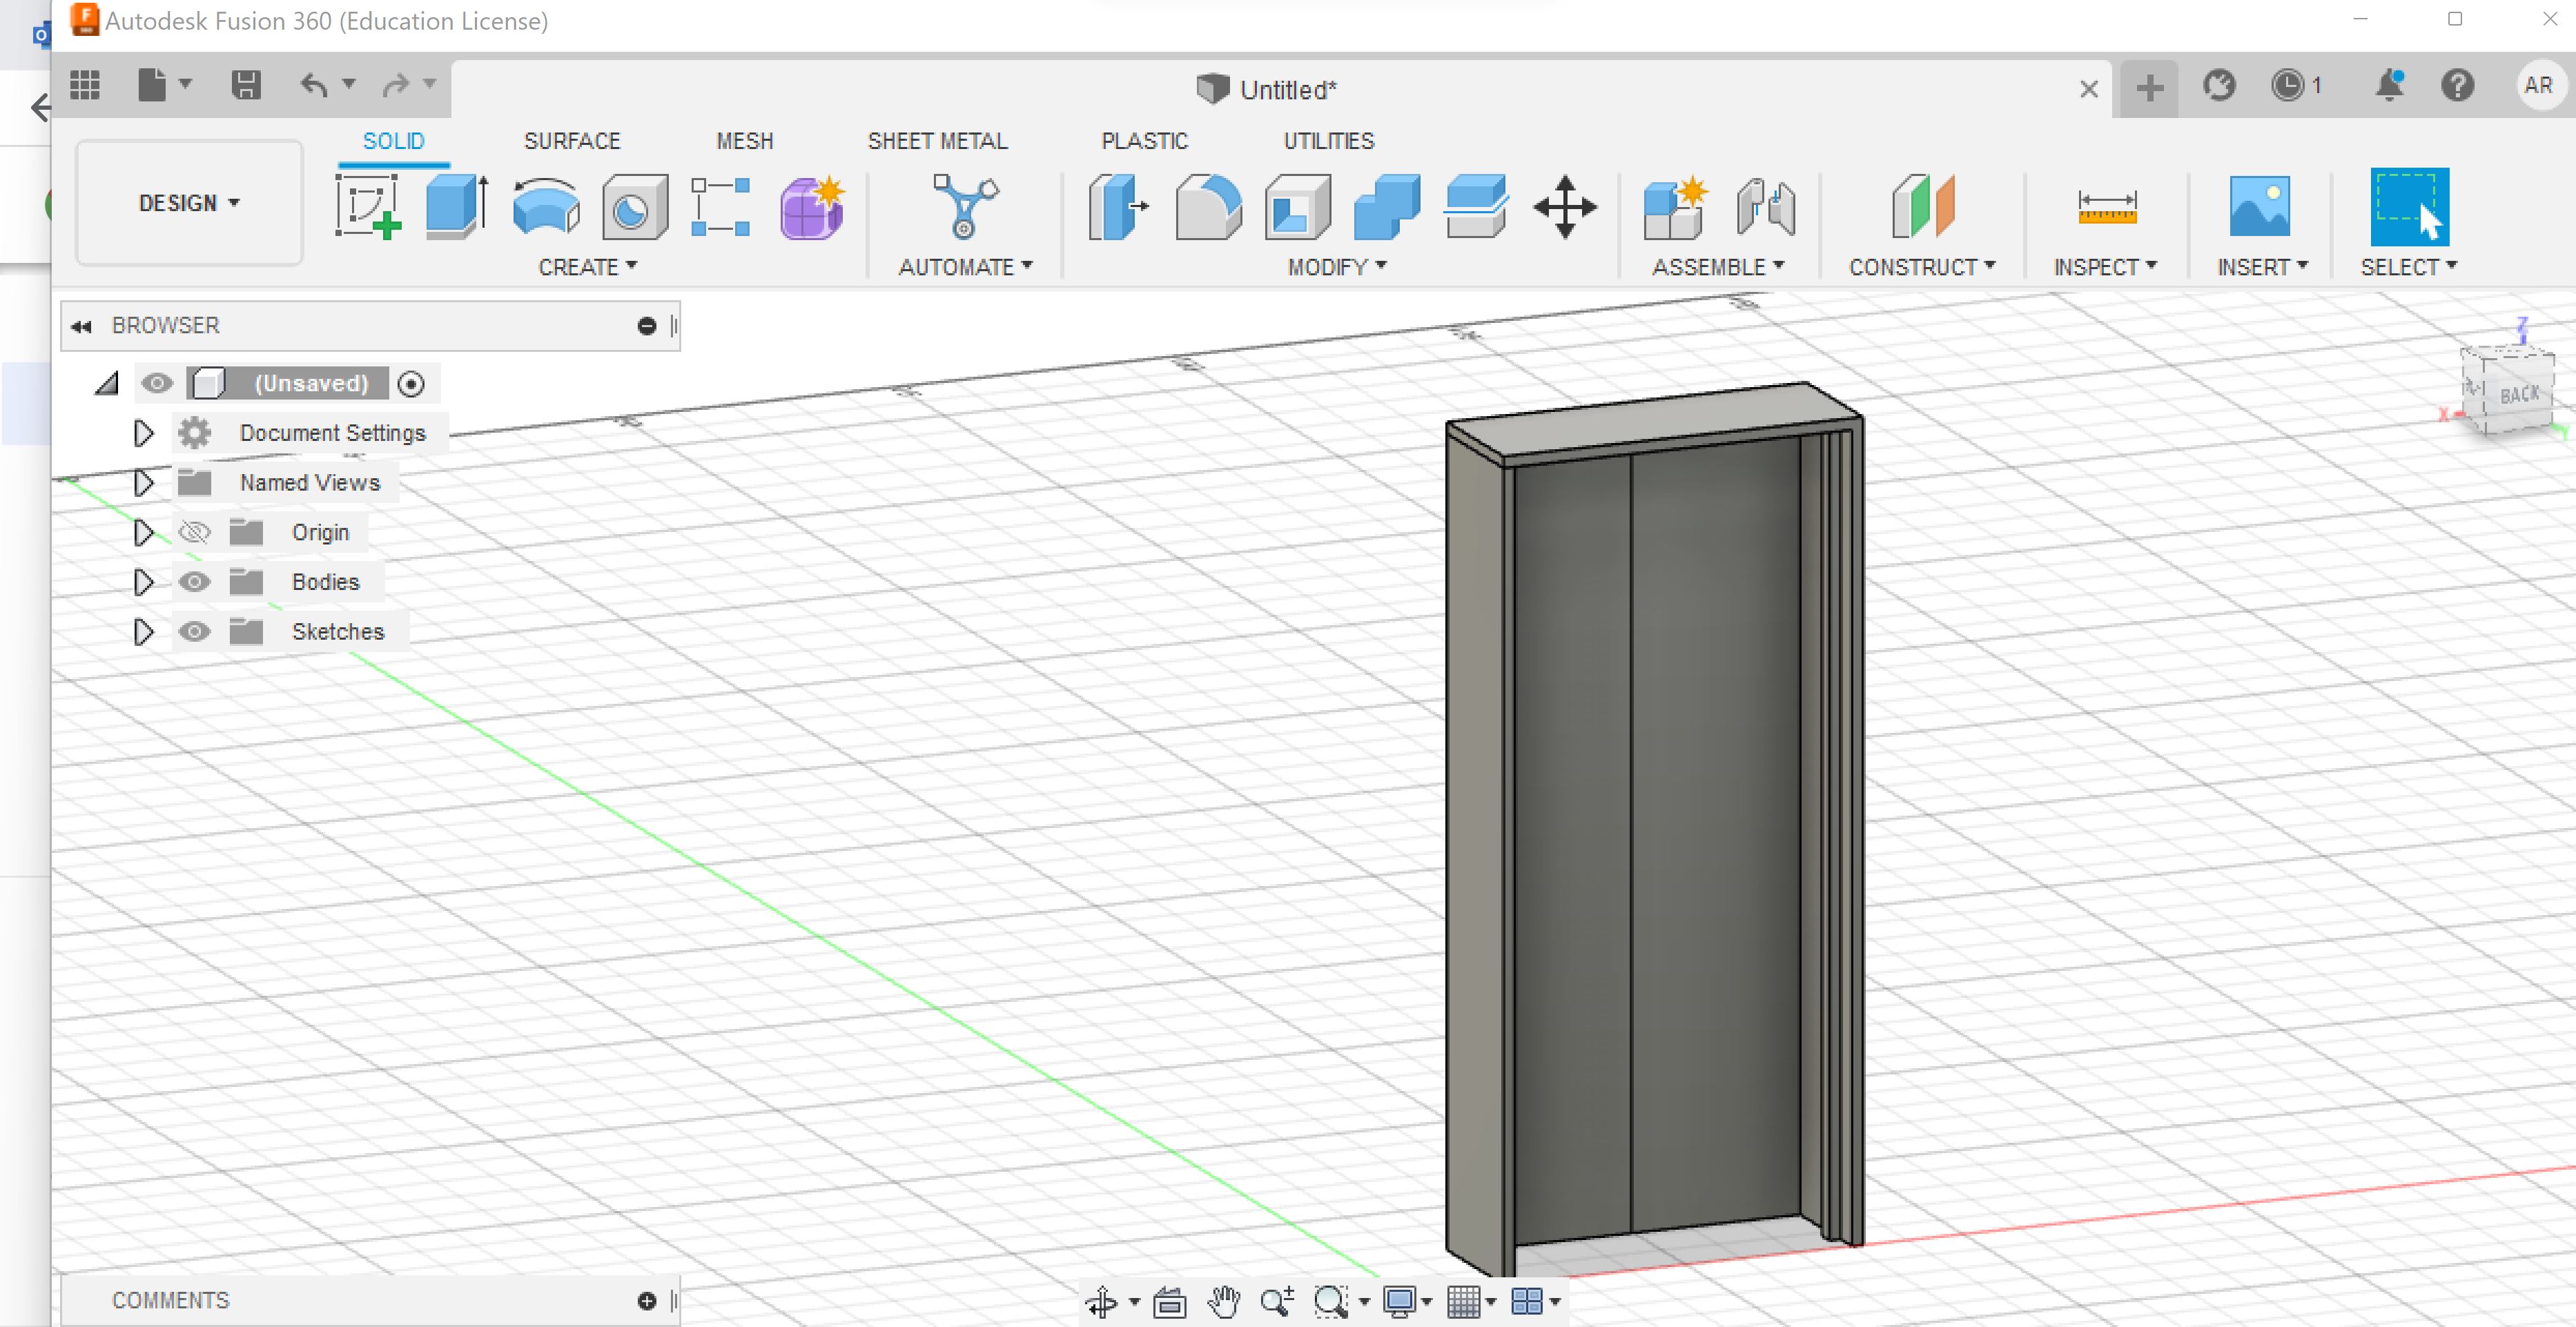 Autodesk Fusion 360 (Education License)
Untitled*
1
AR
SOLID SURFACE MESH SHEET METAL PLASTIC UTILITIES
DESIGN
CREATE AUTOMATE MODIFY ASSEMBLE CONSTRUCT INSPECT INSERT SELECT
BROWSER
(Unsaved)
Document Settings
Named Views
Origin
Bodies
Sketches
Z
BACK
X
Y
COMMENTS